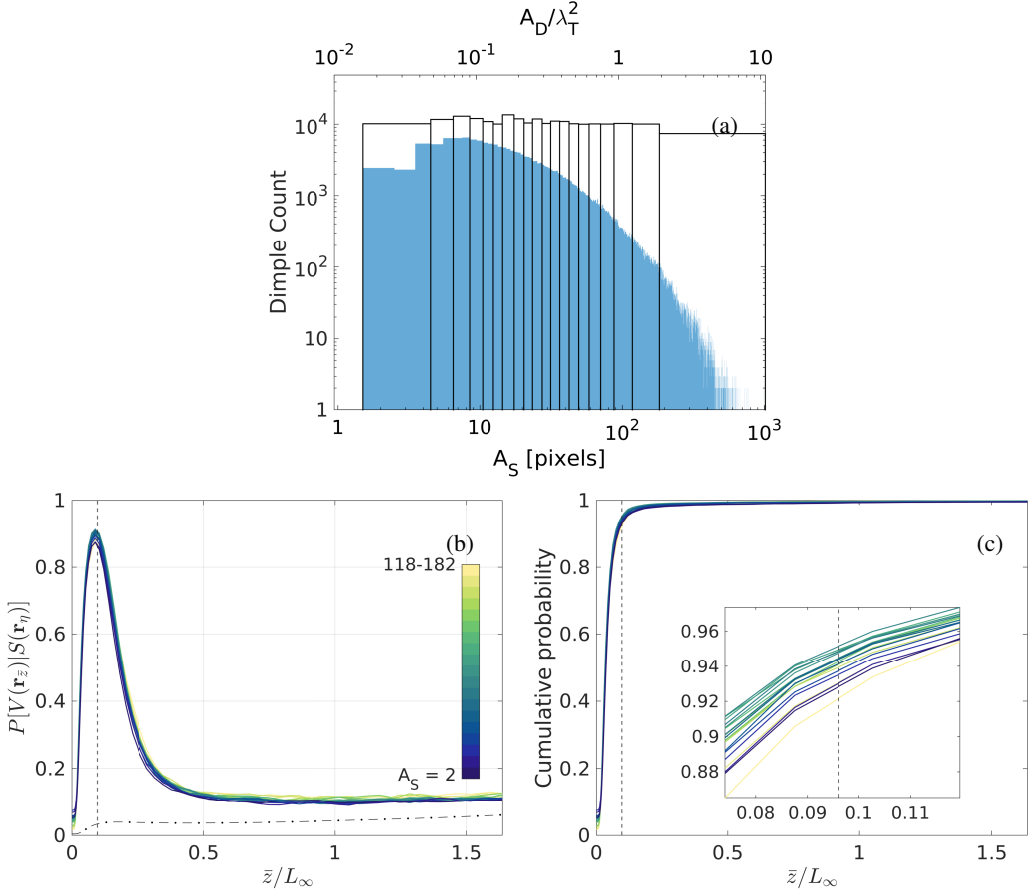 A_D/λ_T^2
10^-2 10^-1 1 10
(a)
Dimple Count
10^4
10^3
10^2
10
1
1 10 10^2 10^3
A_S [pixels]
(b)
P[V(r_z̄)|S(r_η)]
1
0.8
0.6
0.4
0.2
0
118-182
A_S = 2
0 0.5 1 1.5
z̄/L_∞
(c)
Cumulative probability
1
0.8
0.6
0.4
0.2
0
0.96
0.94
0.92
0.9
0.88
0.08 0.09 0.1 0.11
0 0.5 1 1.5
z̄/L_∞